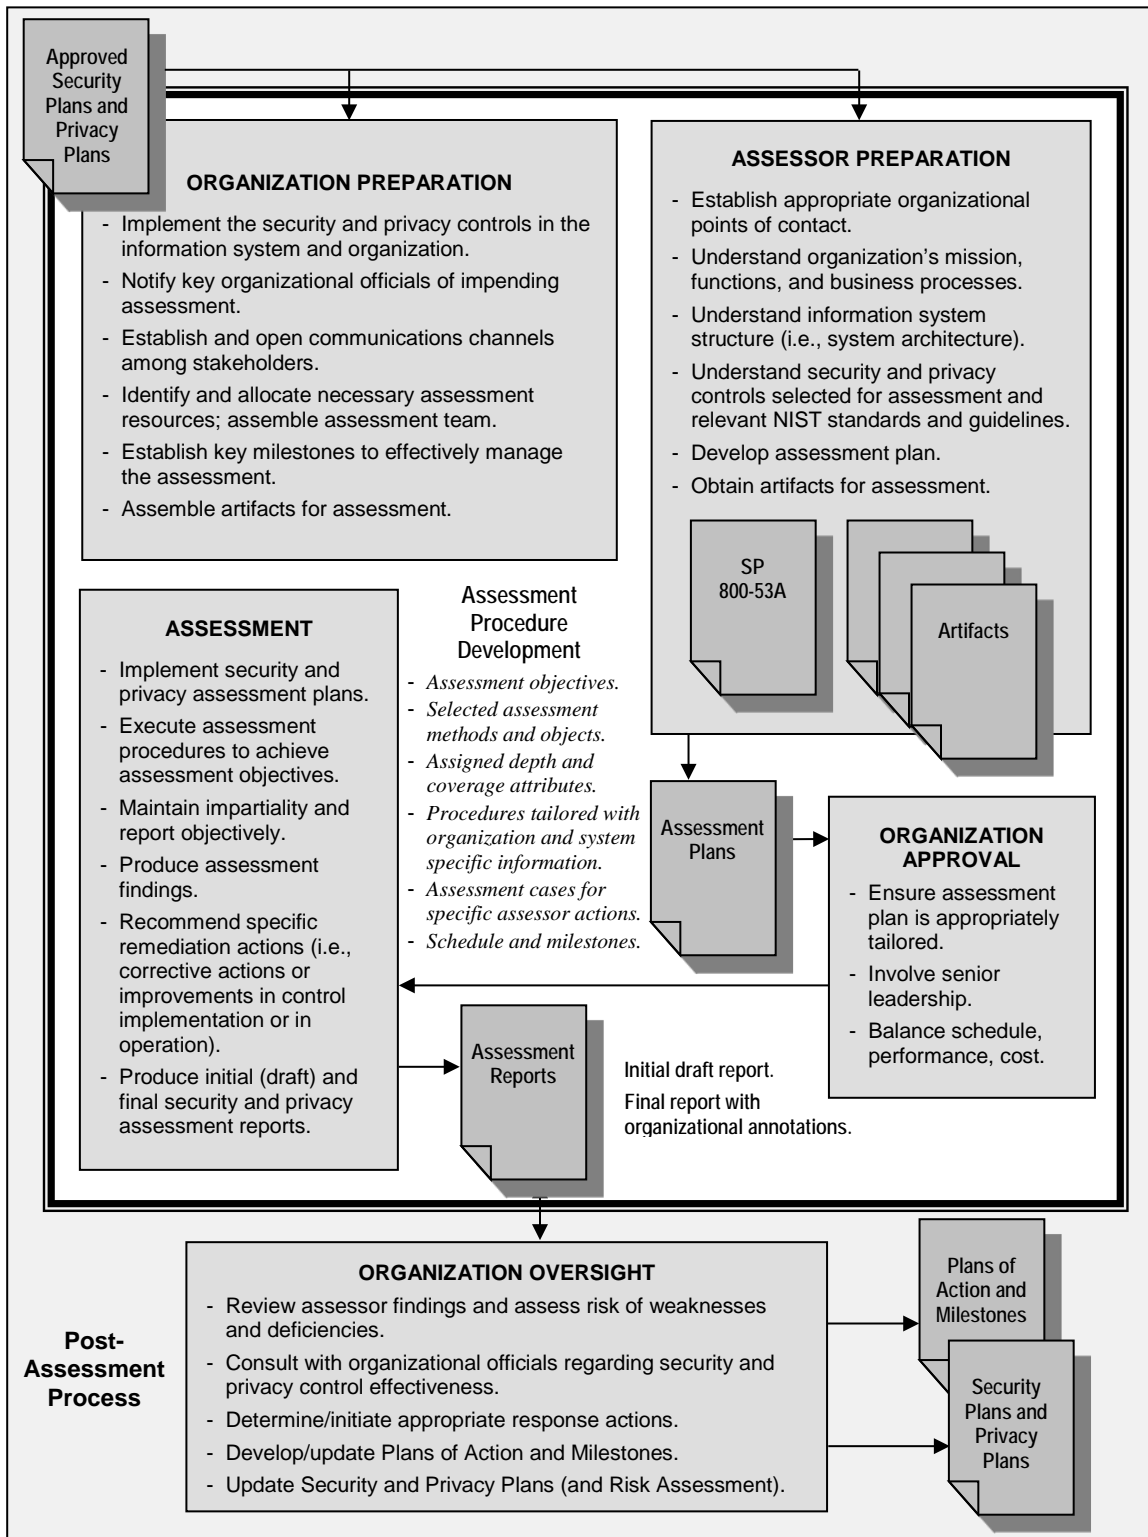 Approved
Security
Plans and
Privacy
Plans
ORGANIZATION PREPARATION
- Implement the security and privacy controls in the
information system and organization.
- Notify key organizational officials of impending
assessment.
- Establish and open communications channels
among stakeholders.
- Identify and allocate necessary assessment
resources; assemble assessment team.
- Establish key milestones to effectively manage
the assessment.
- Assemble artifacts for assessment.
ASSESSOR PREPARATION
- Establish appropriate organizational
points of contact.
- Understand organization’s mission,
functions, and business processes.
- Understand information system
structure (i.e., system architecture).
- Understand security and privacy
controls selected for assessment and
relevant NIST standards and guidelines.
- Develop assessment plan.
- Obtain artifacts for assessment.
SP
800-53A
Artifacts
ASSESSMENT
- Implement security and
privacy assessment plans.
- Execute assessment
procedures to achieve
assessment objectives.
- Maintain impartiality and
report objectively.
- Produce assessment
findings.
- Recommend specific
remediation actions (i.e.,
corrective actions or
improvements in control
implementation or in
operation).
- Produce initial (draft) and
final security and privacy
assessment reports.
Assessment
Procedure
Development
- Assessment objectives.
- Selected assessment
methods and objects.
- Assigned depth and
coverage attributes.
- Procedures tailored with
organization and system
specific information.
- Assessment cases for
specific assessor actions.
- Schedule and milestones.
Assessment
Plans
ORGANIZATION
APPROVAL
- Ensure assessment
plan is appropriately
tailored.
- Involve senior
leadership.
- Balance schedule,
performance, cost.
Assessment
Reports
Initial draft report.
Final report with
organizational annotations.
Post-
Assessment
Process
ORGANIZATION OVERSIGHT
- Review assessor findings and assess risk of weaknesses
and deficiencies.
- Consult with organizational officials regarding security and
privacy control effectiveness.
- Determine/initiate appropriate response actions.
- Develop/update Plans of Action and Milestones.
- Update Security and Privacy Plans (and Risk Assessment).
Plans of
Action and
Milestones
Security
Plans and
Privacy
Plans